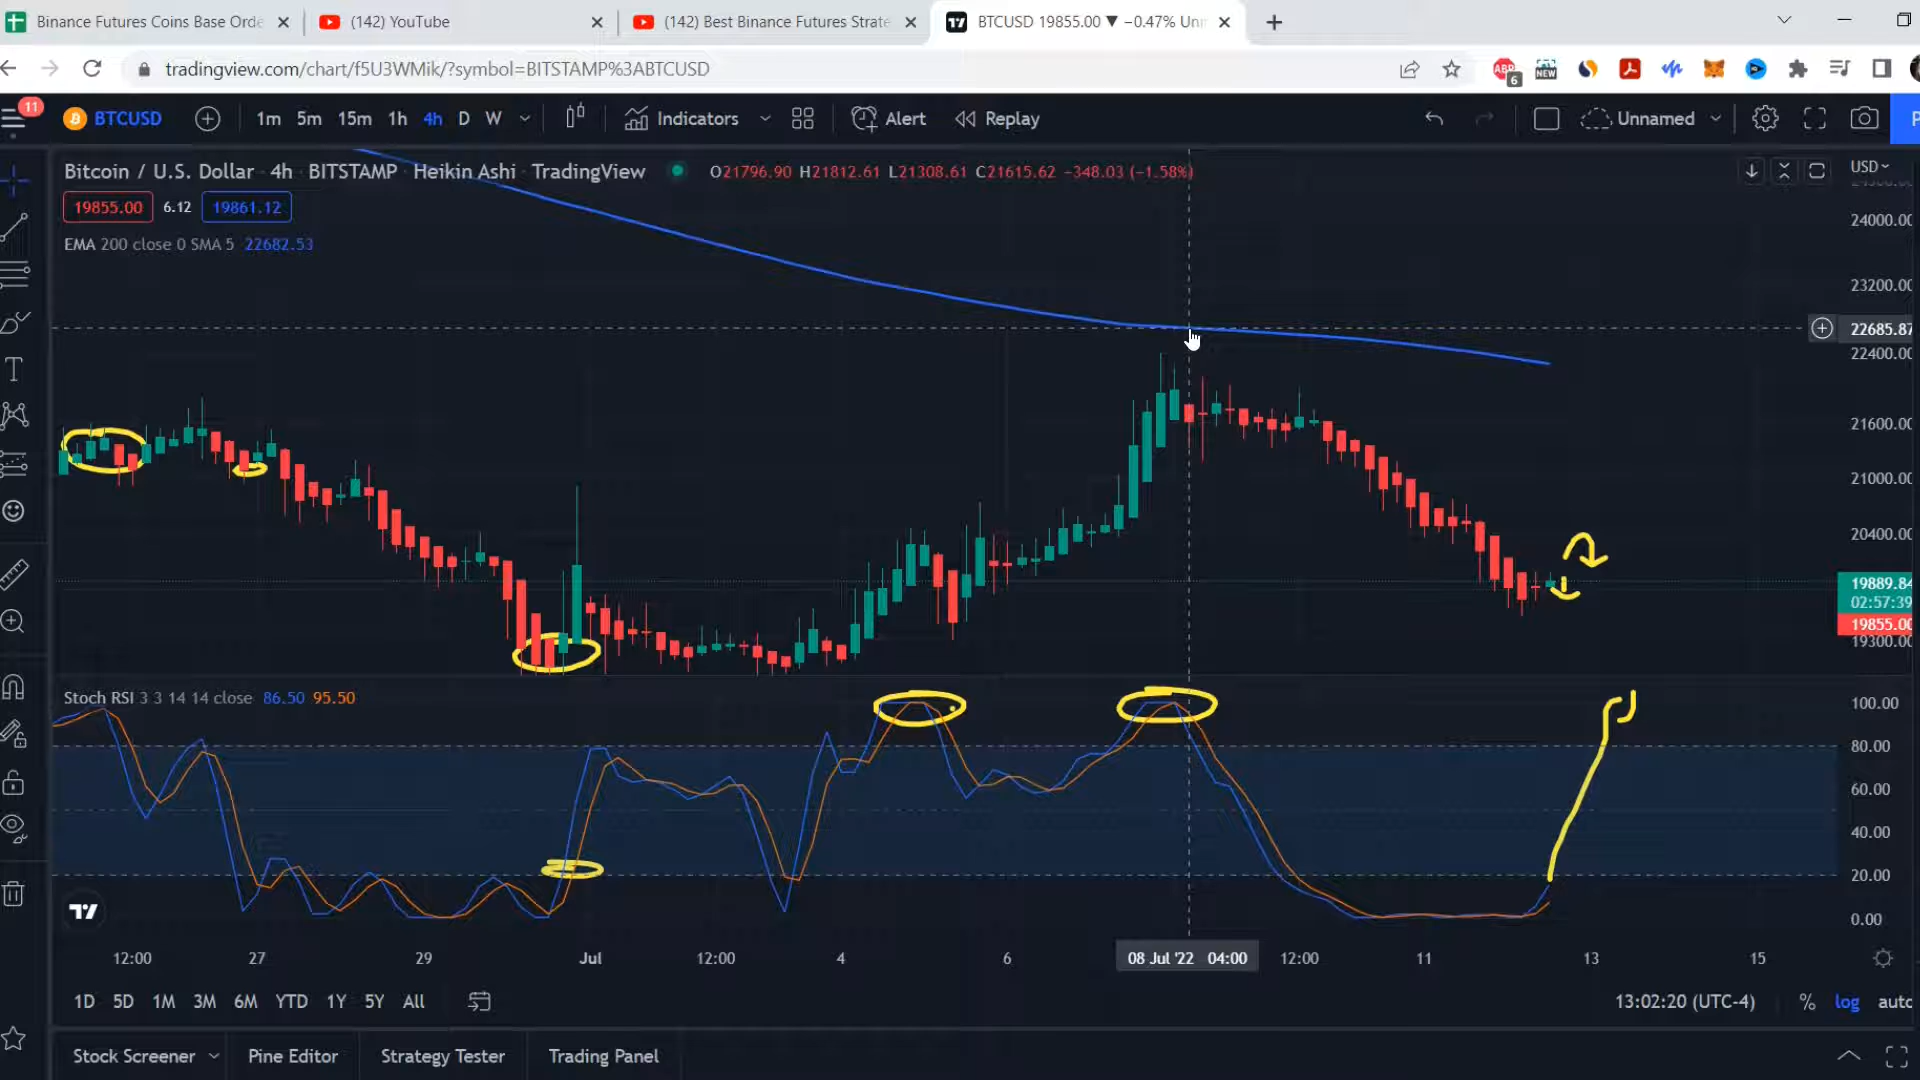 Binance Futures Coins Base Orde
(142) YouTube
(142) Best Binance Futures Strate
BTCUSD 19855.00 ▼ −0.47% Un
tradingview.com/chart/f5U3WMik/?symbol=BITSTAMP%3ABTCUSD
ABP
6
NEW
11
BTCUSD
1m 5m 15m 1h 4h D W
Indicators
Alert
Replay
Unnamed
P
Bitcoin / U.S. Dollar · 4h · BITSTAMP · Heikin Ashi · TradingView
O21796.90 H21812.61 L21308.61 C21615.62 −348.03 (−1.58%)
USD
19855.00 6.12 19861.12
EMA 200 close 0 SMA 5 22682.53
24000.00
23200.00
22685.87
22400.00
21600.00
21000.00
20400.00
19889.84
02:57:39
19855.00
19300.00
Stoch RSI 3 3 14 14 close 86.50 95.50
100.00
80.00
60.00
40.00
20.00
0.00
12:00 27 29 Jul 12:00 4 6 08 Jul '22 04:00 12:00 11 13 15
1D 5D 1M 3M 6M YTD 1Y 5Y All
13:02:20 (UTC-4) % log auto
Stock Screener
Pine Editor
Strategy Tester
Trading Panel